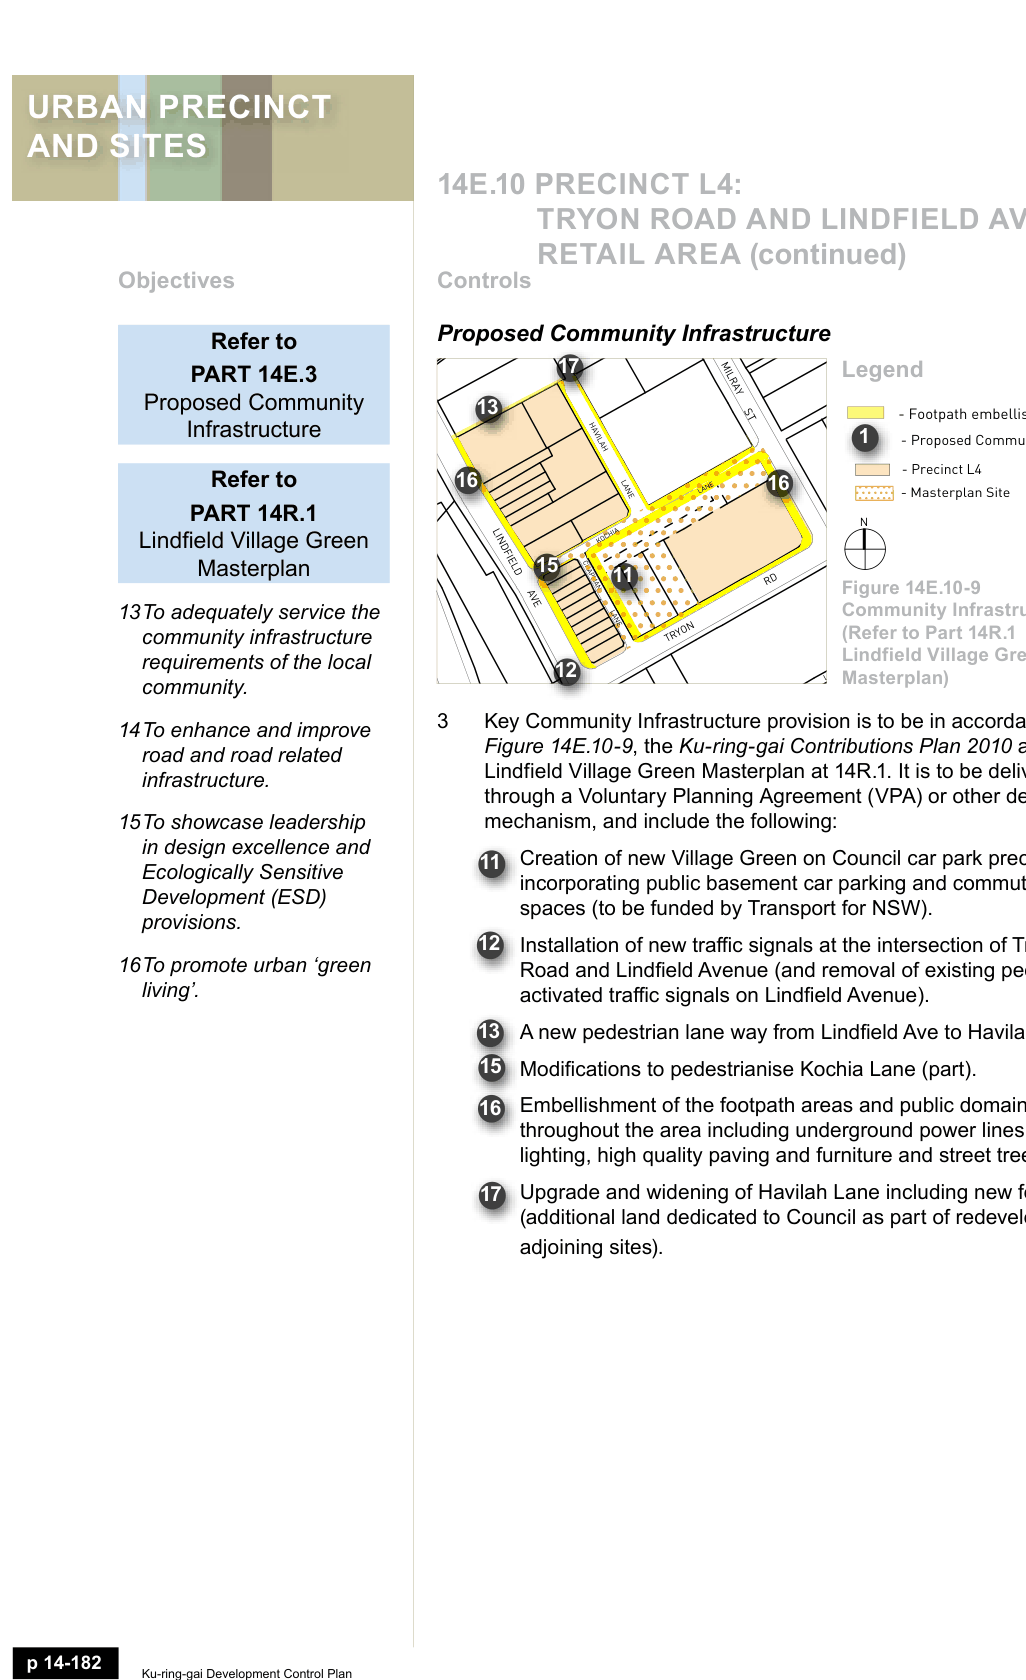 URBAN PRECINCT
AND SITES
14E.10 PRECINCT L4:
TRYON ROAD AND LINDFIELD AV
RETAIL AREA (continued)
Objectives
Controls
Refer to
PART 14E.3
Proposed Community
Infrastructure
Refer to
PART 14R.1
Lindfield Village Green
Masterplan
13To adequately service the
community infrastructure
requirements of the local
community.
14To enhance and improve
road and road related
infrastructure.
15To showcase leadership
in design excellence and
Ecologically Sensitive
Development (ESD)
provisions.
16To promote urban ‘green
living’.
Proposed Community Infrastructure
17
13
16
15
11
16
12
MILRAY ST
HAVILAH LANE
KOCHIA LANE
CHAPMAN LANE
LINDFIELD AVE
TRYON RD
Legend
- Footpath embellis
1 - Proposed Commu
- Precinct L4
- Masterplan Site
N
Figure 14E.10-9
Community Infrastru
(Refer to Part 14R.1
Lindfield Village Gre
Masterplan)
3 Key Community Infrastructure provision is to be in accorda
Figure 14E.10-9, the Ku-ring-gai Contributions Plan 2010 a
Lindfield Village Green Masterplan at 14R.1. It is to be deliv
through a Voluntary Planning Agreement (VPA) or other de
mechanism, and include the following:
11 Creation of new Village Green on Council car park prec
incorporating public basement car parking and commut
spaces (to be funded by Transport for NSW).
12 Installation of new traffic signals at the intersection of Tr
Road and Lindfield Avenue (and removal of existing pec
activated traffic signals on Lindfield Avenue).
13 A new pedestrian lane way from Lindfield Ave to Havila
15 Modifications to pedestrianise Kochia Lane (part).
16 Embellishment of the footpath areas and public domain
throughout the area including underground power lines
lighting, high quality paving and furniture and street tree
17 Upgrade and widening of Havilah Lane including new fo
(additional land dedicated to Council as part of redevelo
adjoining sites).
p 14-182
Ku-ring-gai Development Control Plan